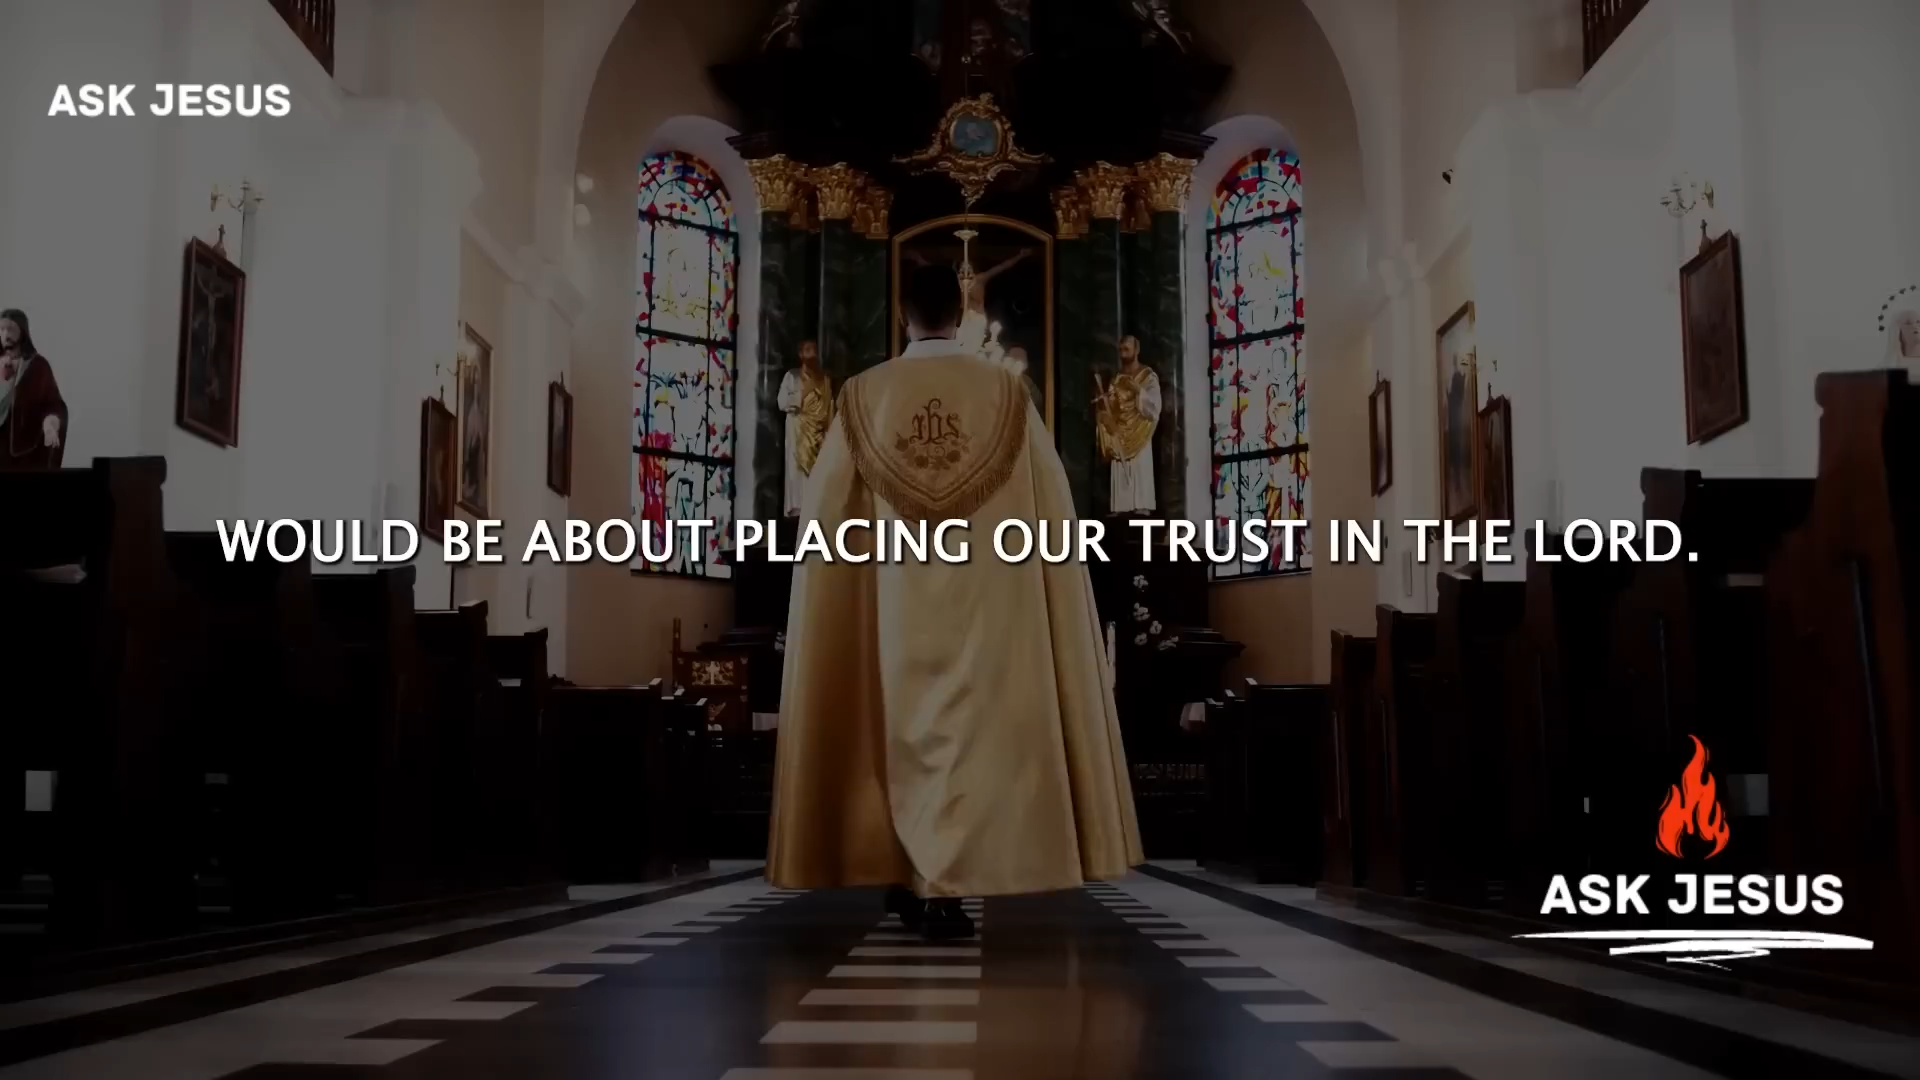 ASK JESUS
ihs
WOULD BE ABOUT PLACING OUR TRUST IN THE LORD.
ASK JESUS